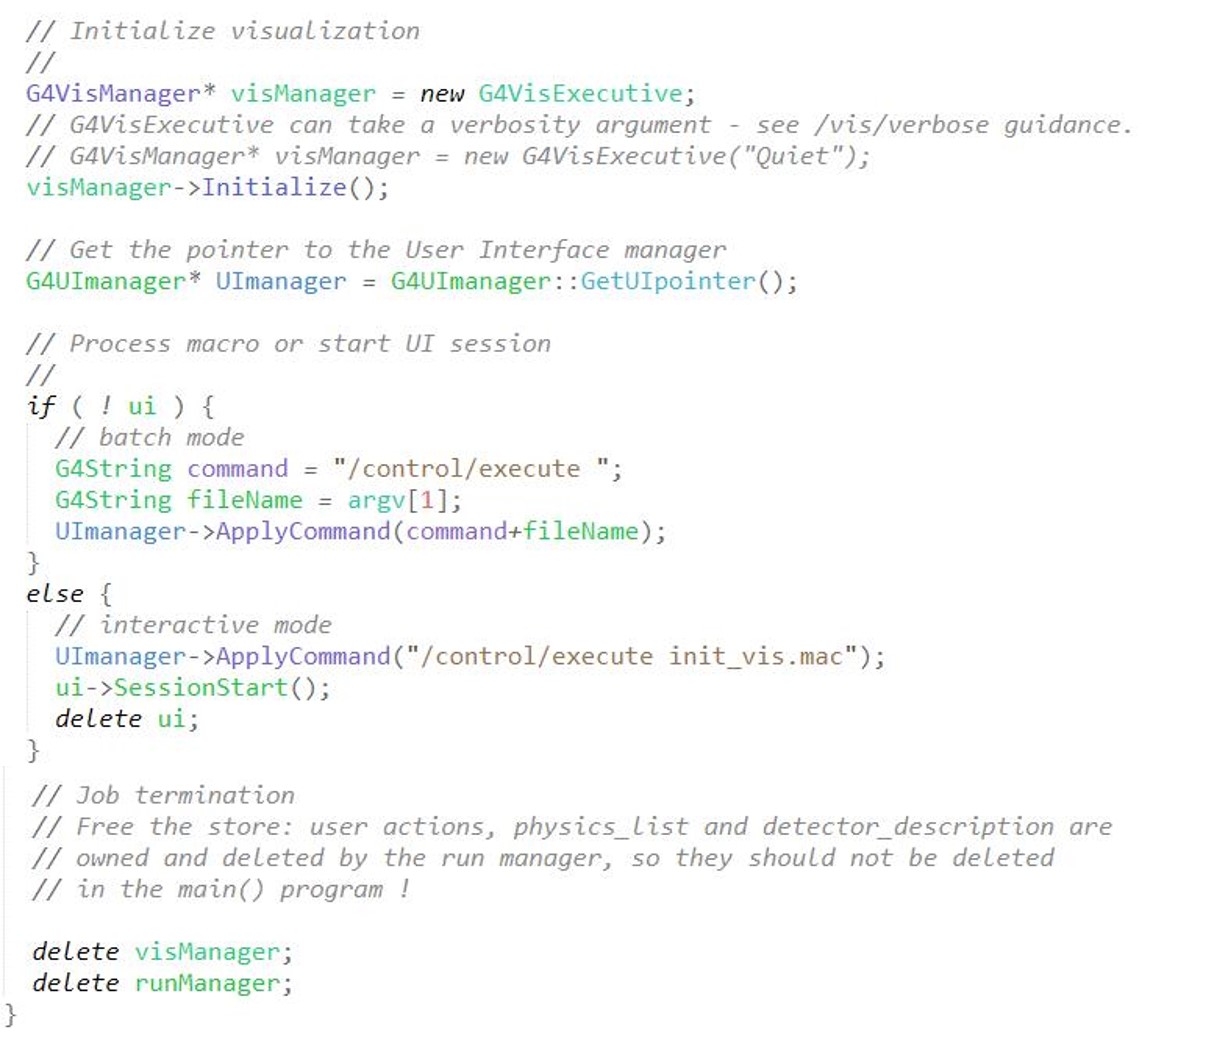 // Initialize visualization
//
G4VisManager* visManager = new G4VisExecutive;
// G4VisExecutive can take a verbosity argument - see /vis/verbose guidance.
// G4VisManager* visManager = new G4VisExecutive("Quiet");
visManager->Initialize();
// Get the pointer to the User Interface manager
G4UImanager* UImanager = G4UImanager::GetUIpointer();
// Process macro or start UI session
//
if ( ! ui ) {
// batch mode
G4String command = "/control/execute ";
G4String fileName = argv[1];
UImanager->ApplyCommand(command+fileName);
}
else {
// interactive mode
UImanager->ApplyCommand("/control/execute init_vis.mac");
ui->SessionStart();
delete ui;
}
// Job termination
// Free the store: user actions, physics_list and detector_description are
// owned and deleted by the run manager, so they should not be deleted
// in the main() program !
delete visManager;
delete runManager;
}